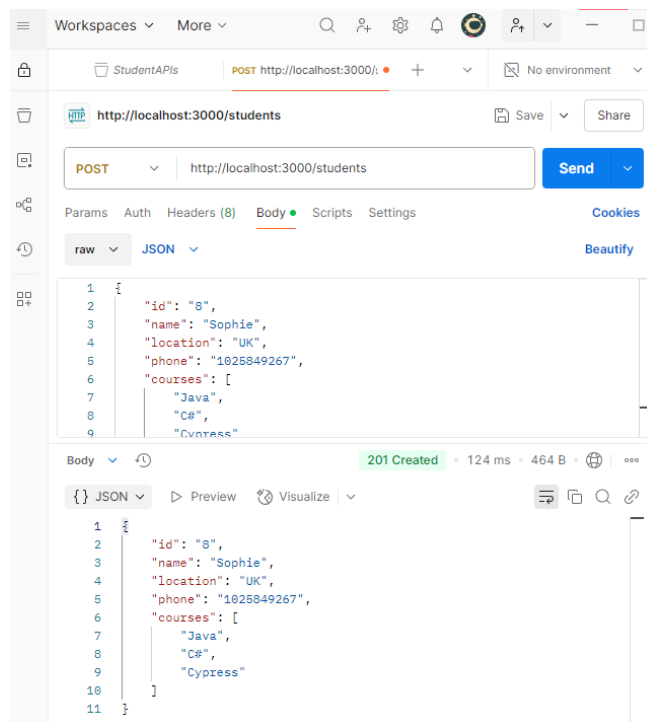 Workspaces More
StudentAPIs POST http://localhost:3000/: No environment
HTTP http://localhost:3000/students Save Share
POST http://localhost:3000/students Send
Params Auth Headers (8) Body Scripts Settings Cookies
raw JSON Beautify
1 {
2 "id": "8",
3 "name": "Sophie",
4 "location": "UK",
5 "phone": "1025849267",
6 "courses": [
7 "Java",
8 "C#",
9 "Cypress"
Body 201 Created 124 ms 464 B
{} JSON Preview Visualize
1 {
2 "id": "8",
3 "name": "Sophie",
4 "location": "UK",
5 "phone": "1025849267",
6 "courses": [
7 "Java",
8 "C#",
9 "Cypress"
10 ]
11 }